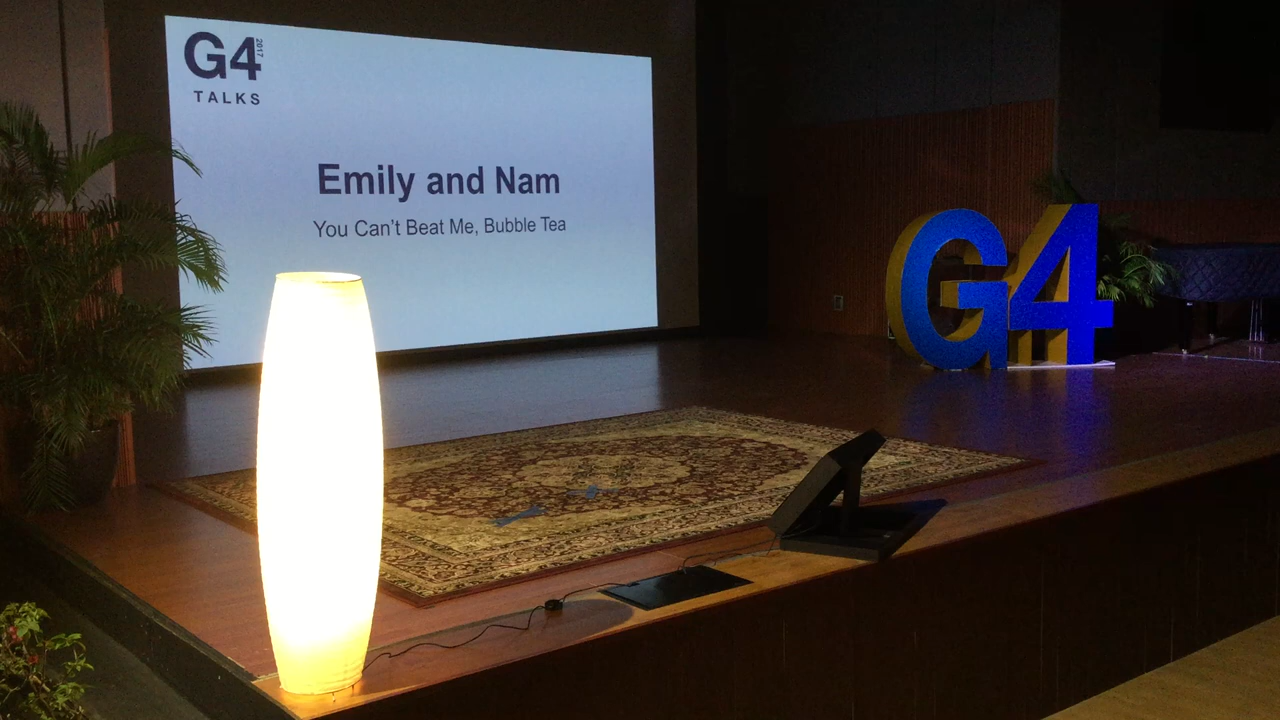 G4 2017
TALKS
Emily and Nam
You Can't Beat Me, Bubble Tea
G4